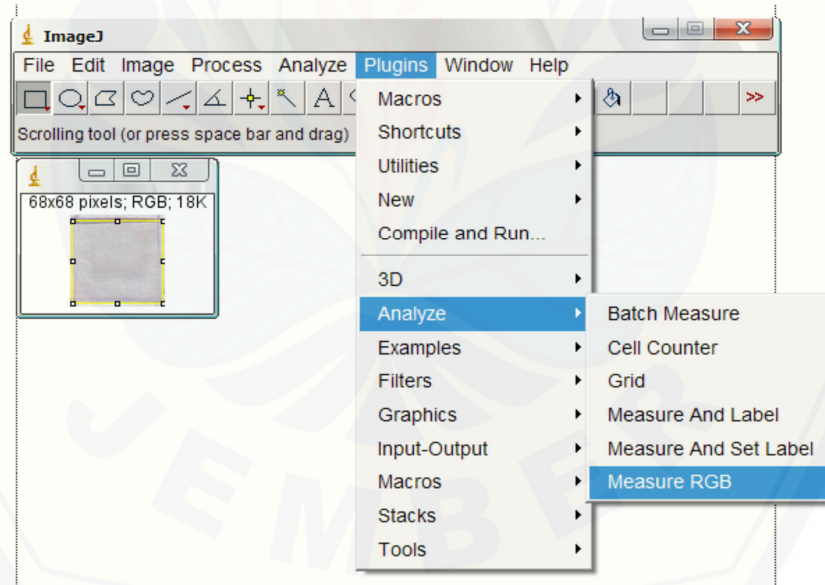 ImageJ
File Edit Image Process Analyze Plugins Window Help
A
>>
Scrolling tool (or press space bar and drag)
68x68 pixels; RGB; 18K
Macros
Shortcuts
Utilities
New
Compile and Run...
3D
Analyze
Examples
Filters
Graphics
Input-Output
Macros
Stacks
Tools
Batch Measure
Cell Counter
Grid
Measure And Label
Measure And Set Label
Measure RGB
JEMBER